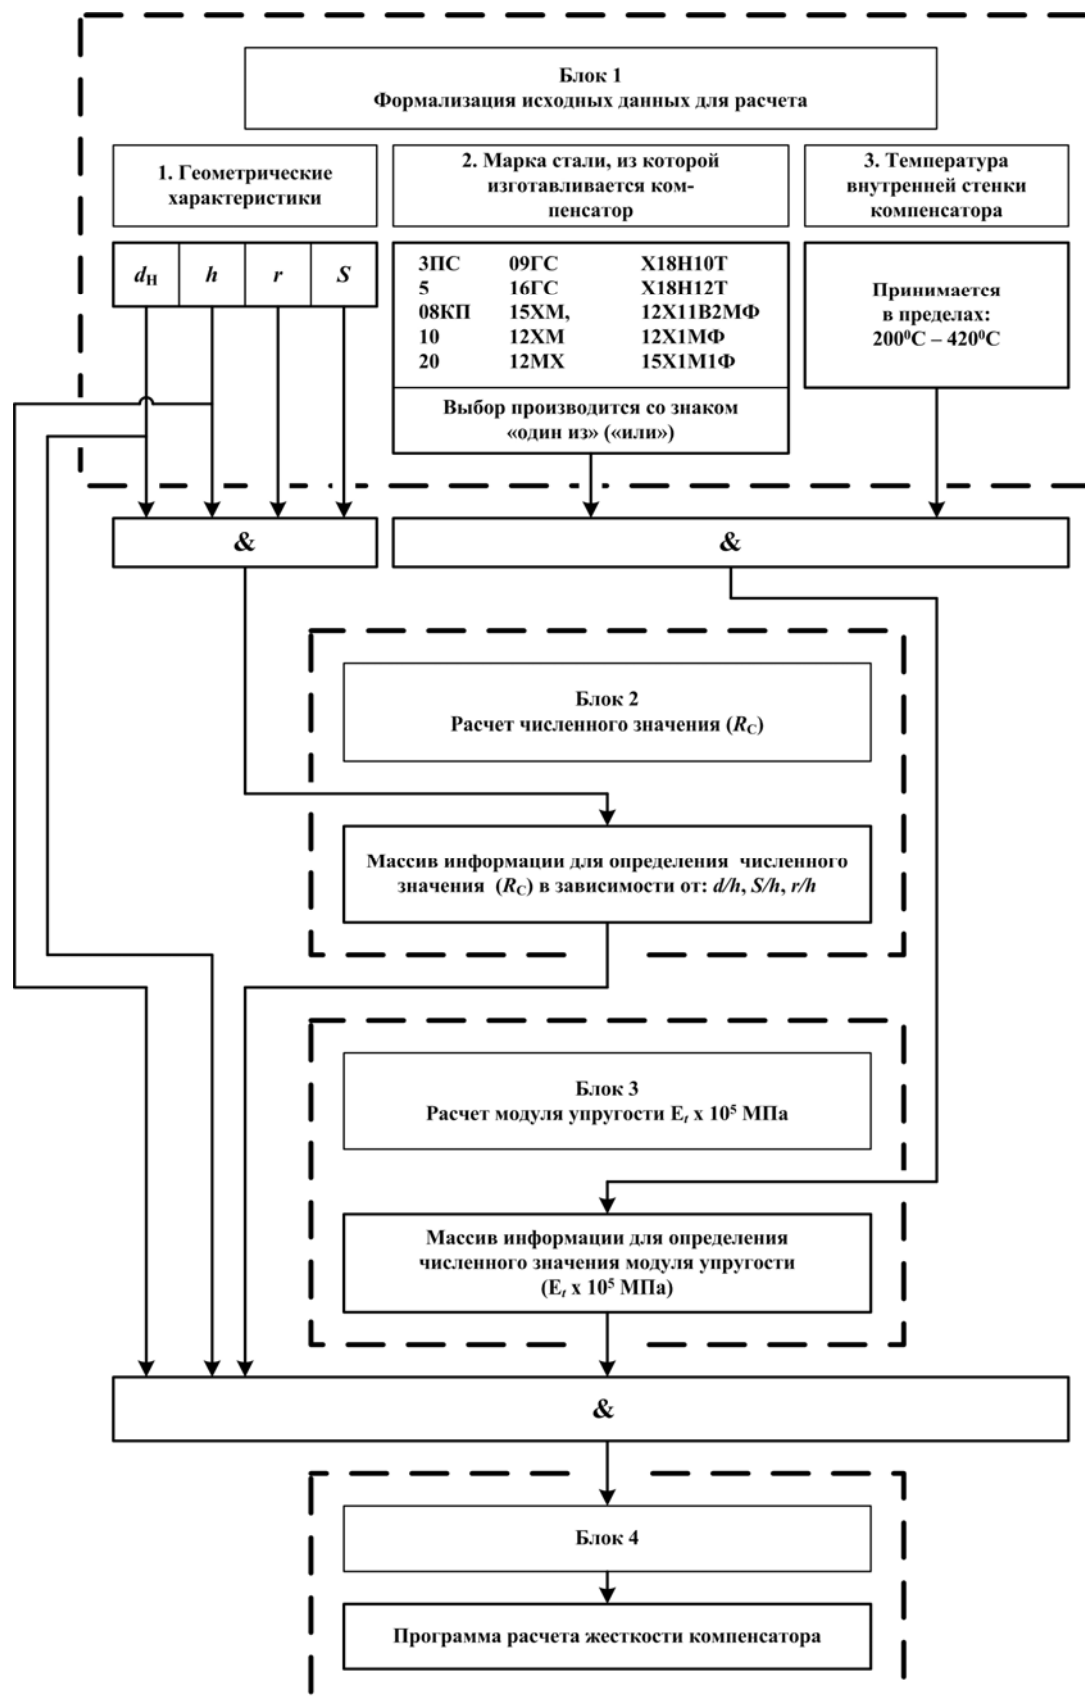 Блок 1
Формализация исходных данных для расчета
1. Геометрические
характеристики
2. Марка стали, из которой
изготавливается ком-
пенсатор
3. Температура
внутренней стенки
компенсатора
dН h r S
3ПС 09ГС Х18Н10Т
5 16ГС Х18Н12Т
08КП 15ХМ, 12Х11В2МФ
10 12ХМ 12Х1МФ
20 12МХ 15Х1М1Ф
Выбор производится со знаком
«один из» («или»)
Принимается
в пределах:
200⁰С – 420⁰С
&
&
Блок 2
Расчет численного значения (RС)
Массив информации для определения численного
значения (RС) в зависимости от: d/h, S/h, r/h
Блок 3
Расчет модуля упругости Et x 10⁵ МПа
Массив информации для определения
численного значения модуля упругости
(Et x 10⁵ МПа)
&
Блок 4
Программа расчета жесткости компенсатора